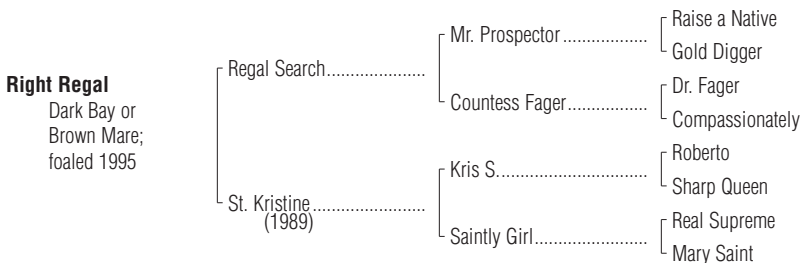 Right Regal
Dark Bay or
Brown Mare;
foaled 1995
Regal Search......................
St. Kristine.........................
(1989)
Mr. Prospector...................
Countess Fager..................
Kris S.................................
Saintly Girl.........................
Raise a Native
Gold Digger
Dr. Fager
Compassionately
Roberto
Sharp Queen
Real Supreme
Mary Saint